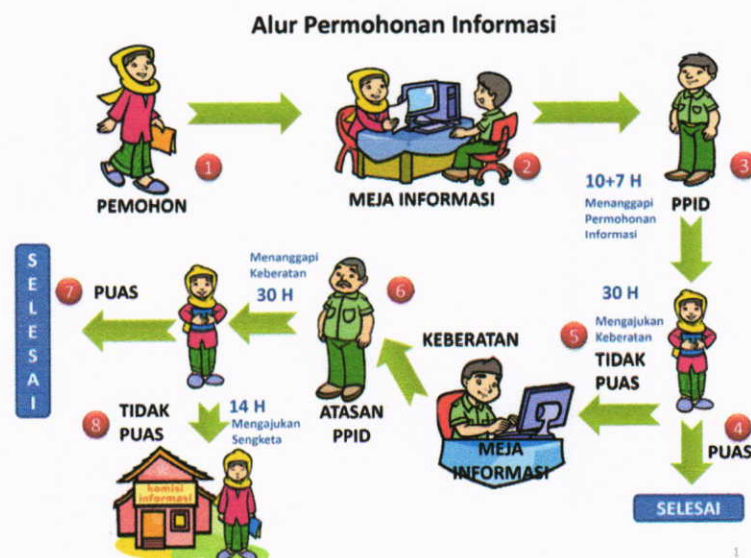 Alur Permohonan Informasi
1
PEMOHON
2
MEJA INFORMASI
3
PPID
10+7 H
Menanggapi
Permohonan
Informasi
30 H
Mengajukan
Keberatan
5
TIDAK
PUAS
4
PUAS
SELESAI
KEBERATAN
MEJA
INFORMASI
6
ATASAN
PPID
Menanggapi
Keberatan
30 H
7
PUAS
SELESAI
8
TIDAK
PUAS
14 H
Mengajukan
Sengketa
komisi
informasi
1